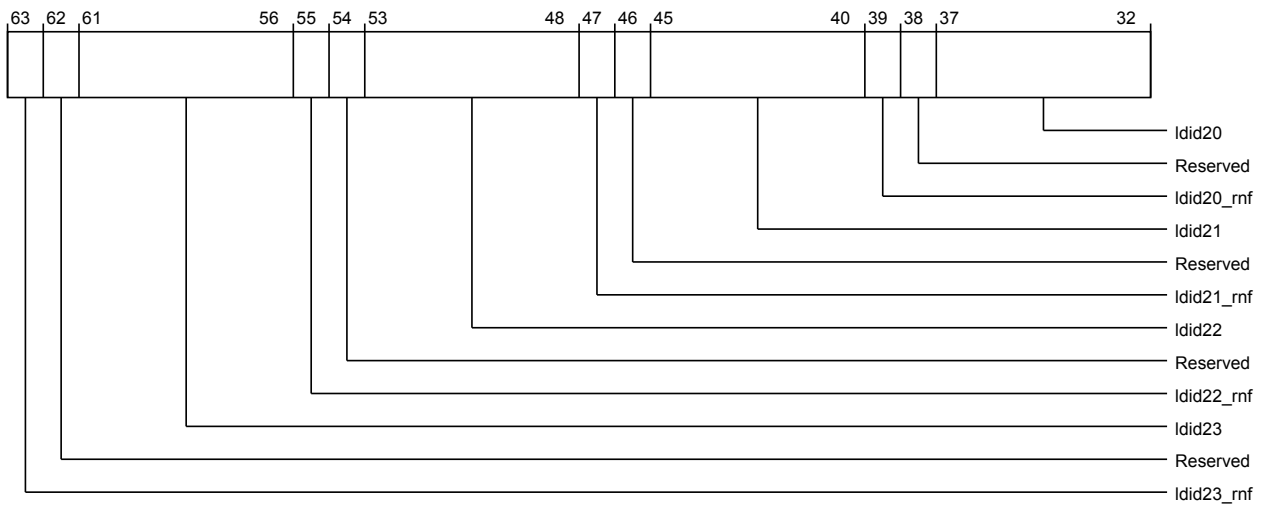 63 62 61 56 55 54 53 48 47 46 45 40 39 38 37 32
ldid20
Reserved
ldid20_rnf
ldid21
Reserved
ldid21_rnf
ldid22
Reserved
ldid22_rnf
ldid23
Reserved
ldid23_rnf